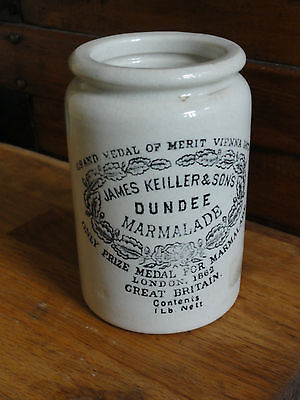 GRAND MEDAL OF MERIT VIENNA
JAMES KEILLER & SONS
DUNDEE
MARMALADE
ONLY PRIZE MEDAL FOR MARMALADE
LONDON, 1862
GREAT BRITAIN.
Contents
1Lb Nett